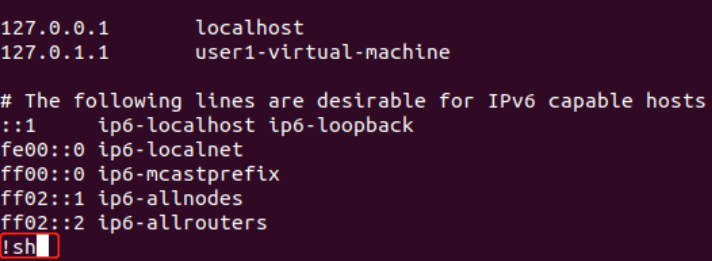 127.0.0.1 localhost
127.0.1.1 user1-virtual-machine
# The following lines are desirable for IPv6 capable hosts
::1 ip6-localhost ip6-loopback
fe00::0 ip6-localnet
ff00::0 ip6-mcastprefix
ff02::1 ip6-allnodes
ff02::2 ip6-allrouters
!sh